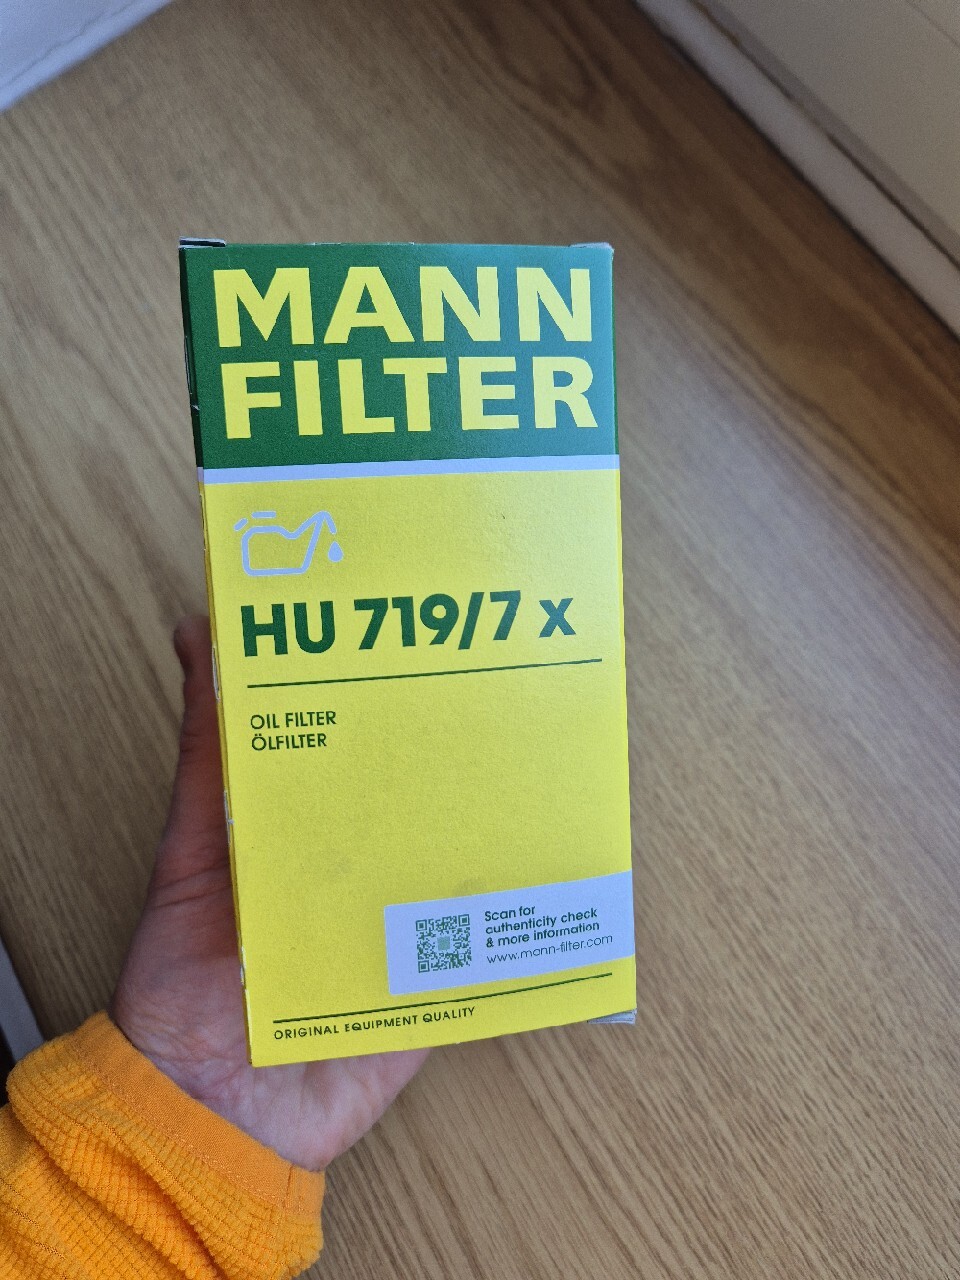 MANN
FILTER
HU 719/7 x
OIL FILTER
ÖLFILTER
Scan for
authenticity check
& more information
www.mann-filter.com
ORIGINAL EQUIPMENT QUALITY